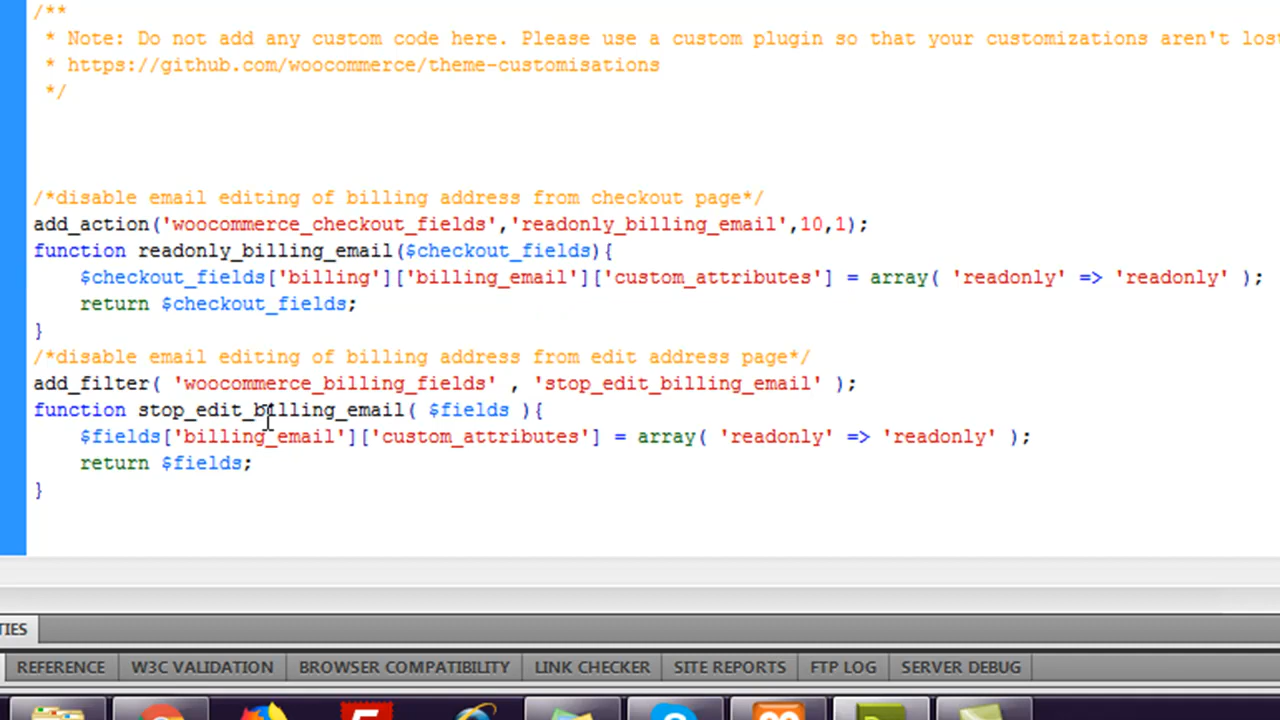 /**
* Note: Do not add any custom code here. Please use a custom plugin so that your customizations aren't lost
* https://github.com/woocommerce/theme-customisations
*/
/*disable email editing of billing address from checkout page*/
add_action('woocommerce_checkout_fields','readonly_billing_email',10,1);
function readonly_billing_email($checkout_fields){
$checkout_fields['billing']['billing_email']['custom_attributes'] = array( 'readonly' => 'readonly' );
return $checkout_fields;
}
/*disable email editing of billing address from edit address page*/
add_filter( 'woocommerce_billing_fields' , 'stop_edit_billing_email' );
function stop_edit_billing_email( $fields ){
$fields['billing_email']['custom_attributes'] = array( 'readonly' => 'readonly' );
return $fields;
}
TIES
REFERENCE W3C VALIDATION BROWSER COMPATIBILITY LINK CHECKER SITE REPORTS FTP LOG SERVER DEBUG